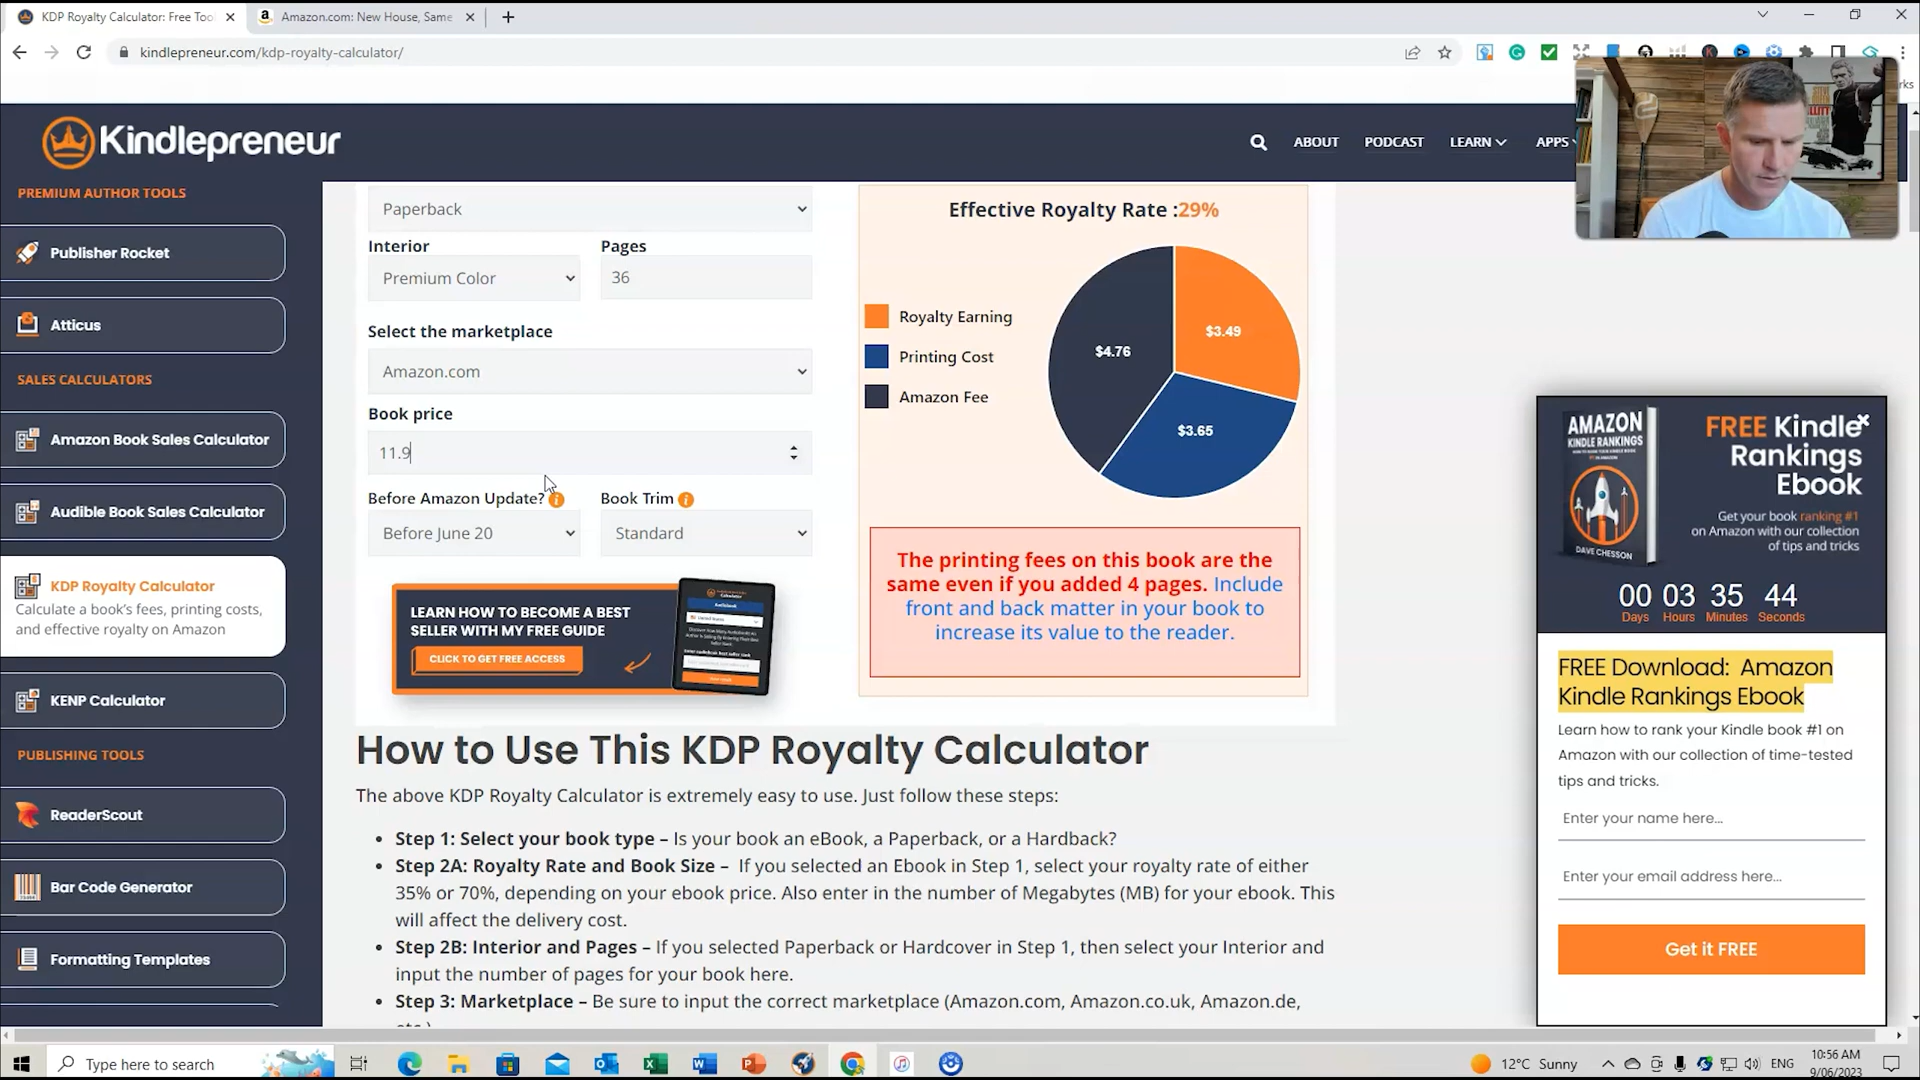 KDP Royalty Calculator: Free Too
Amazon.com: New House, Same
kindlepreneur.com/kdp-royalty-calculator/
Kindlepreneur
ABOUT
PODCAST
LEARN
APPS
PREMIUM AUTHOR TOOLS
Publisher Rocket
Atticus
SALES CALCULATORS
Amazon Book Sales Calculator
Audible Book Sales Calculator
KDP Royalty Calculator
Calculate a book's fees, printing costs,
and effective royalty on Amazon
KENP Calculator
PUBLISHING TOOLS
ReaderScout
Bar Code Generator
Formatting Templates
Paperback
Interior
Pages
Premium Color
36
Select the marketplace
Amazon.com
Book price
11.9
Before Amazon Update?
Book Trim
Before June 20
Standard
LEARN HOW TO BECOME A BEST
SELLER WITH MY FREE GUIDE
CLICK TO GET FREE ACCESS
Effective Royalty Rate :29%
Royalty Earning
Printing Cost
Amazon Fee
$4.76
$3.49
$3.65
The printing fees on this book are the
same even if you added 4 pages. Include
front and back matter in your book to
increase its value to the reader.
How to Use This KDP Royalty Calculator
The above KDP Royalty Calculator is extremely easy to use. Just follow these steps:
• Step 1: Select your book type – Is your book an eBook, a Paperback, or a Hardback?
• Step 2A: Royalty Rate and Book Size – If you selected an Ebook in Step 1, select your royalty rate of either
35% or 70%, depending on your ebook price. Also enter in the number of Megabytes (MB) for your ebook. This
will affect the delivery cost.
• Step 2B: Interior and Pages – If you selected Paperback or Hardcover in Step 1, then select your Interior and
input the number of pages for your book here.
• Step 3: Marketplace – Be sure to input the correct marketplace (Amazon.com, Amazon.co.uk, Amazon.de,
AMAZON
KINDLE RANKINGS
DAVE CHESSON
FREE Kindle
Rankings
Ebook
Get your book ranking #1
on Amazon with our collection
of tips and tricks
00 03 35 44
Days Hours Minutes Seconds
FREE Download: Amazon
Kindle Rankings Ebook
Learn how to rank your Kindle book #1 on
Amazon with our collection of time-tested
tips and tricks.
Enter your name here...
Enter your email address here...
Get it FREE
Type here to search
12°C Sunny
ENG
10:56 AM
9/06/2023